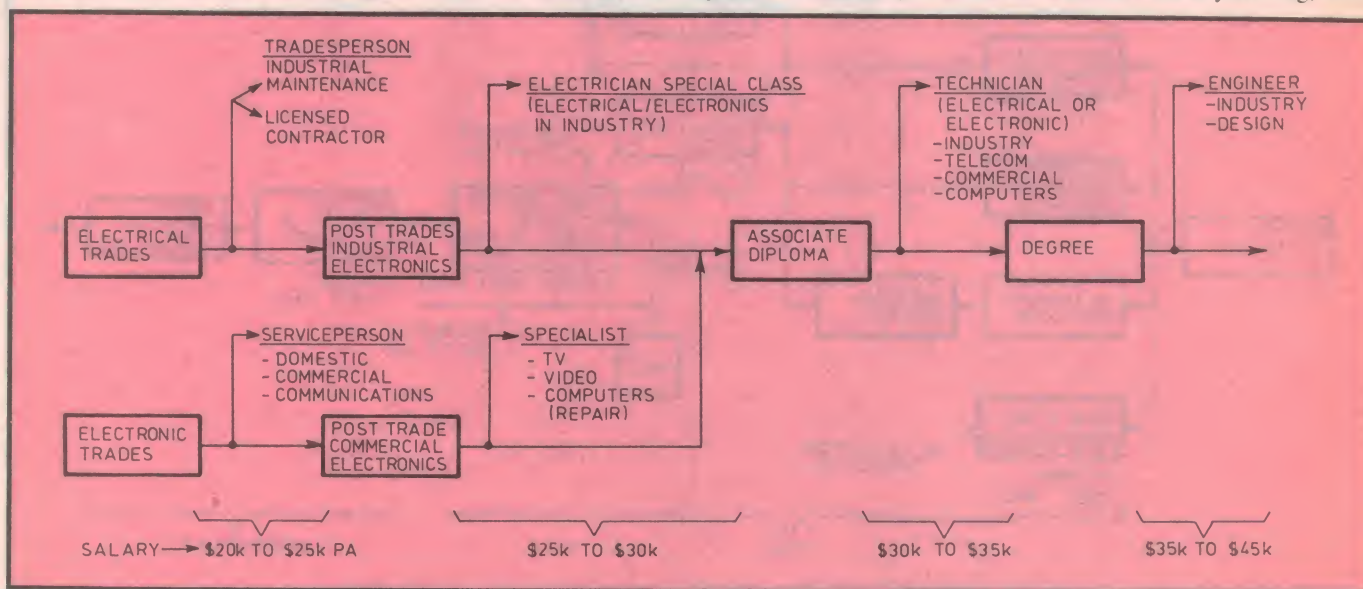 TRADESPERSON
INDUSTRIAL
MAINTENANCE
LICENSED
CONTRACTOR
ELECTRICIAN SPECIAL CLASS
(ELECTRICAL/ELECTRONICS
IN INDUSTRY)
TECHNICIAN
(ELECTRICAL OR
ELECTRONIC)
-INDUSTRY
-TELECOM
-COMMERCIAL
-COMPUTERS
ENGINEER
-INDUSTRY
-DESIGN
ELECTRICAL
TRADES
POST TRADES
INDUSTRIAL
ELECTRONICS
ASSOCIATE
DIPLOMA
DEGREE
SERVICEPERSON
- DOMESTIC
- COMMERCIAL
- COMMUNICATIONS
SPECIALIST
- TV
- VIDEO
- COMPUTERS
(REPAIR)
ELECTRONIC
TRADES
POST TRADE
COMMERCIAL
ELECTRONICS
SALARY → $20k TO $25k PA
$25k TO $30k
$30k TO $35k
$35k TO $45k